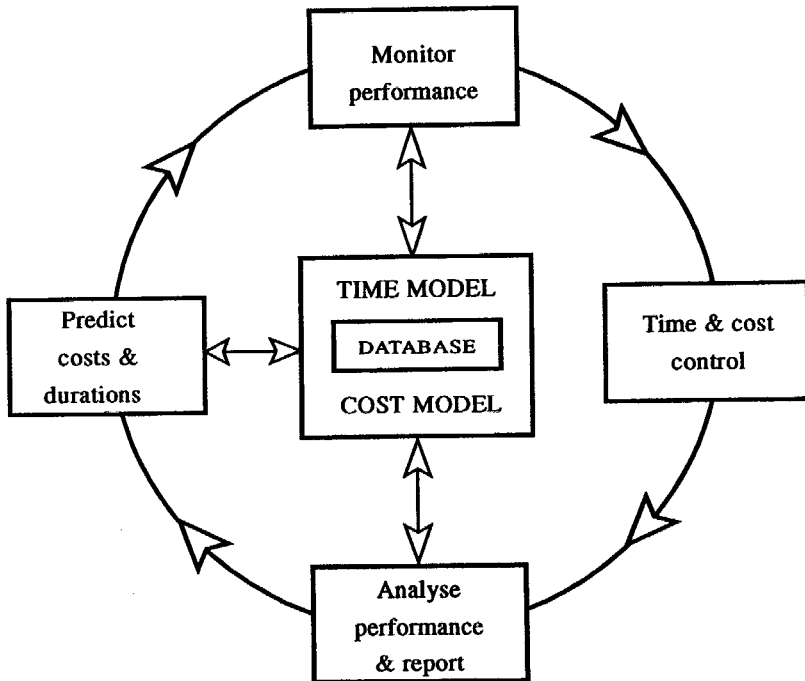 Monitor
performance
TIME MODEL
DATABASE
COST MODEL
Predict
costs &
durations
Time & cost
control
Analyse
performance
& report